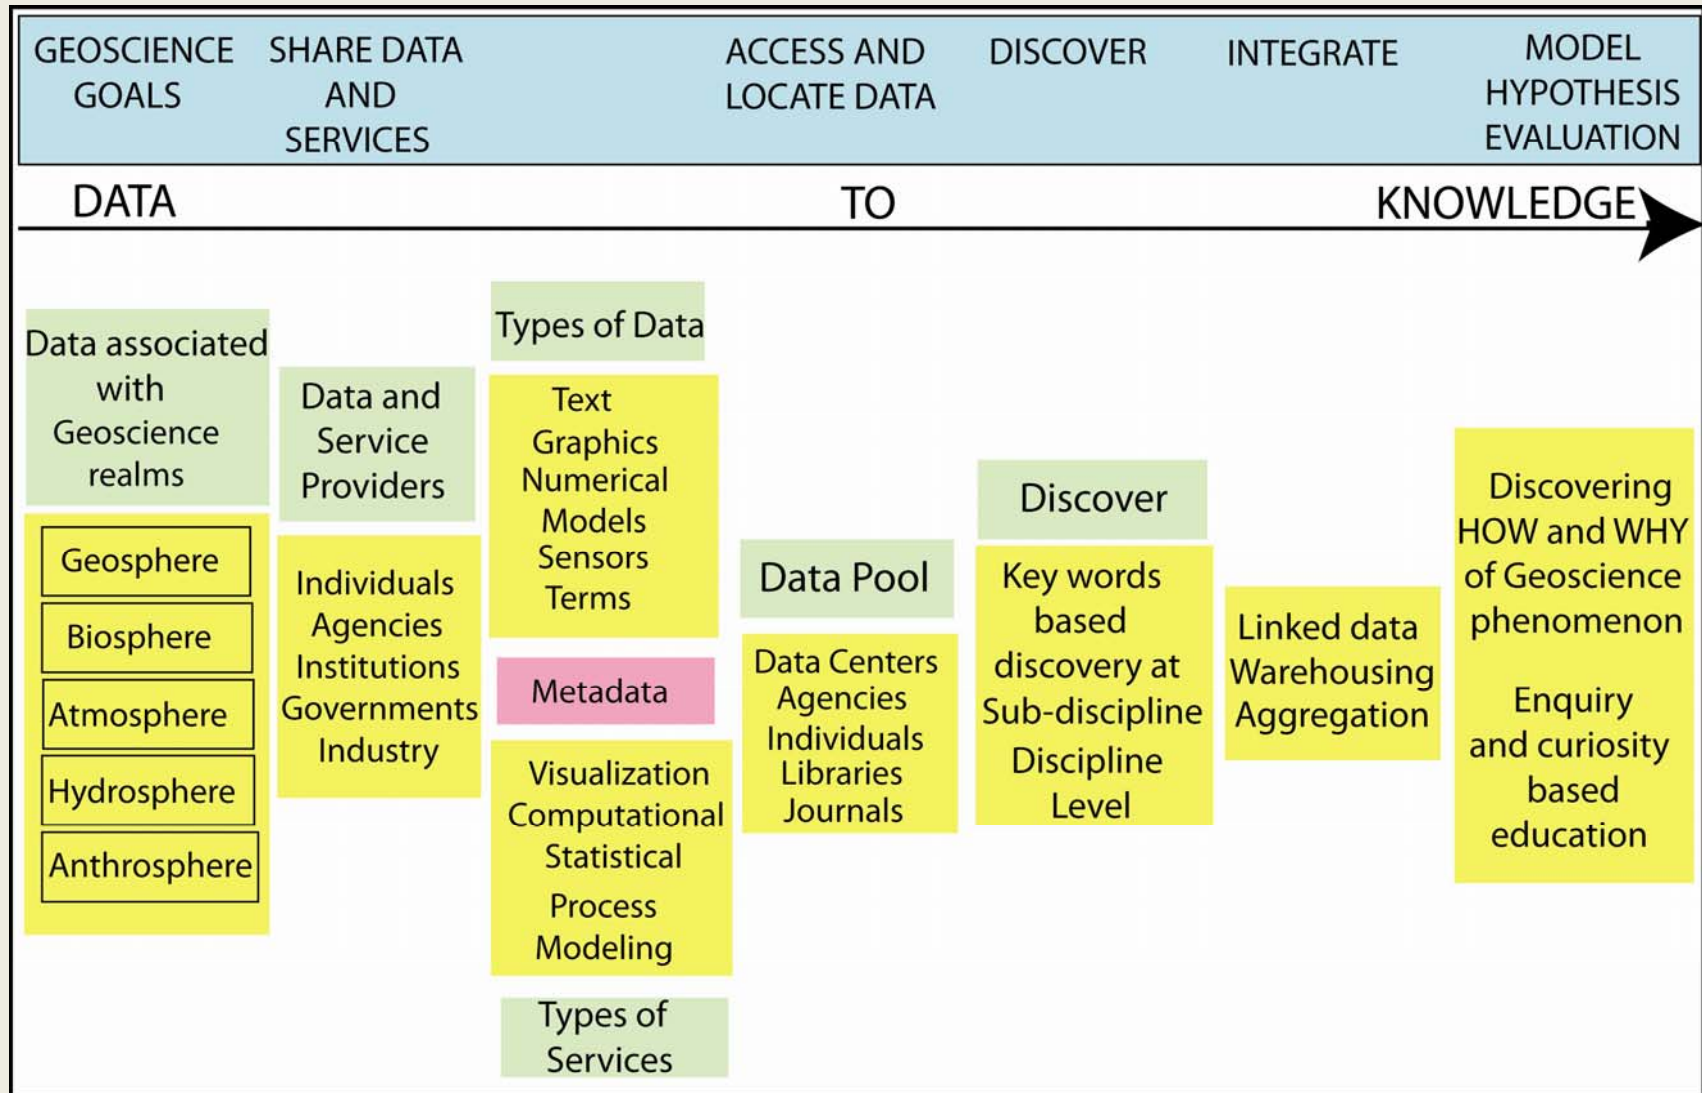 GEOSCIENCE
GOALS
SHARE DATA
AND
SERVICES
ACCESS AND
LOCATE DATA
DISCOVER
INTEGRATE
MODEL
HYPOTHESIS
EVALUATION
DATA
TO
KNOWLEDGE
Data associated
with
Geoscience
realms
Geosphere
Biosphere
Atmosphere
Hydrosphere
Anthrosphere
Data and
Service
Providers
Individuals
Agencies
Institutions
Governments
Industry
Types of Data
Text
Graphics
Numerical
Models
Sensors
Terms
Metadata
Visualization
Computational
Statistical
Process
Modeling
Types of
Services
Data Pool
Data Centers
Agencies
Individuals
Libraries
Journals
Discover
Key words
based
discovery at
Sub-discipline
Discipline
Level
Linked data
Warehousing
Aggregation
Discovering
HOW and WHY
of Geoscience
phenomenon
Enquiry
and curiosity
based
education